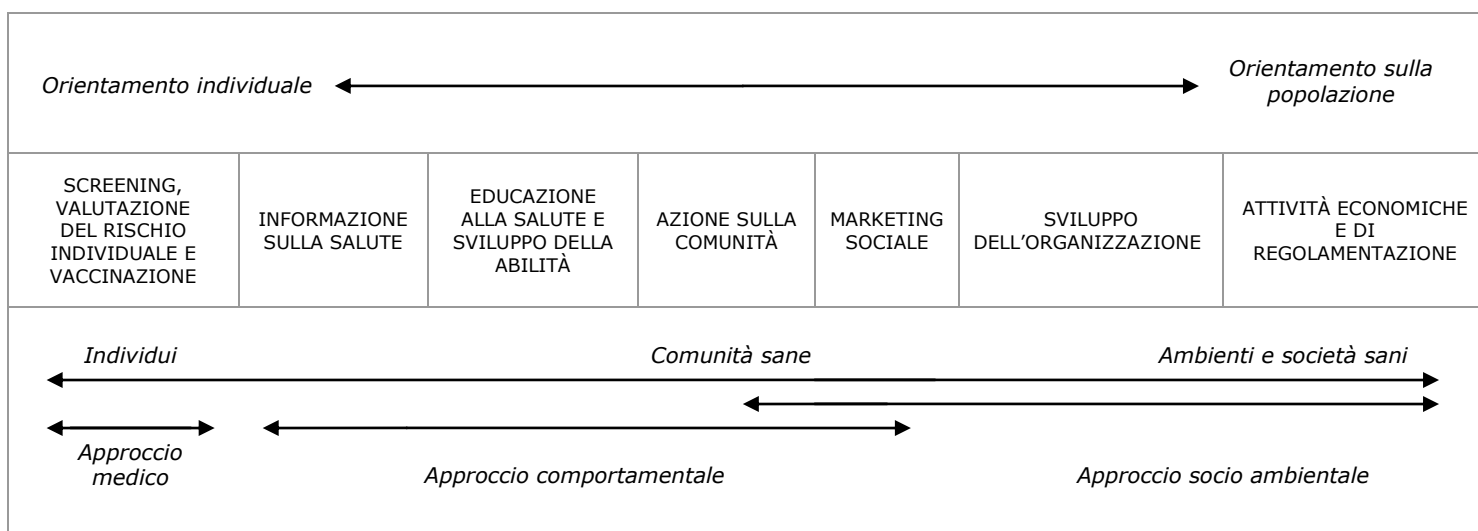 Orientamento individuale
Orientamento sulla
popolazione
SCREENING,
VALUTAZIONE
DEL RISCHIO
INDIVIDUALE E
VACCINAZIONE
INFORMAZIONE
SULLA SALUTE
EDUCAZIONE
ALLA SALUTE E
SVILUPPO DELLA
ABILITÀ
AZIONE SULLA
COMUNITÀ
MARKETING
SOCIALE
SVILUPPO
DELL’ORGANIZZAZIONE
ATTIVITÀ ECONOMICHE
E DI
REGOLAMENTAZIONE
Individui
Comunità sane
Ambienti e società sani
Approccio
medico
Approccio comportamentale
Approccio socio ambientale